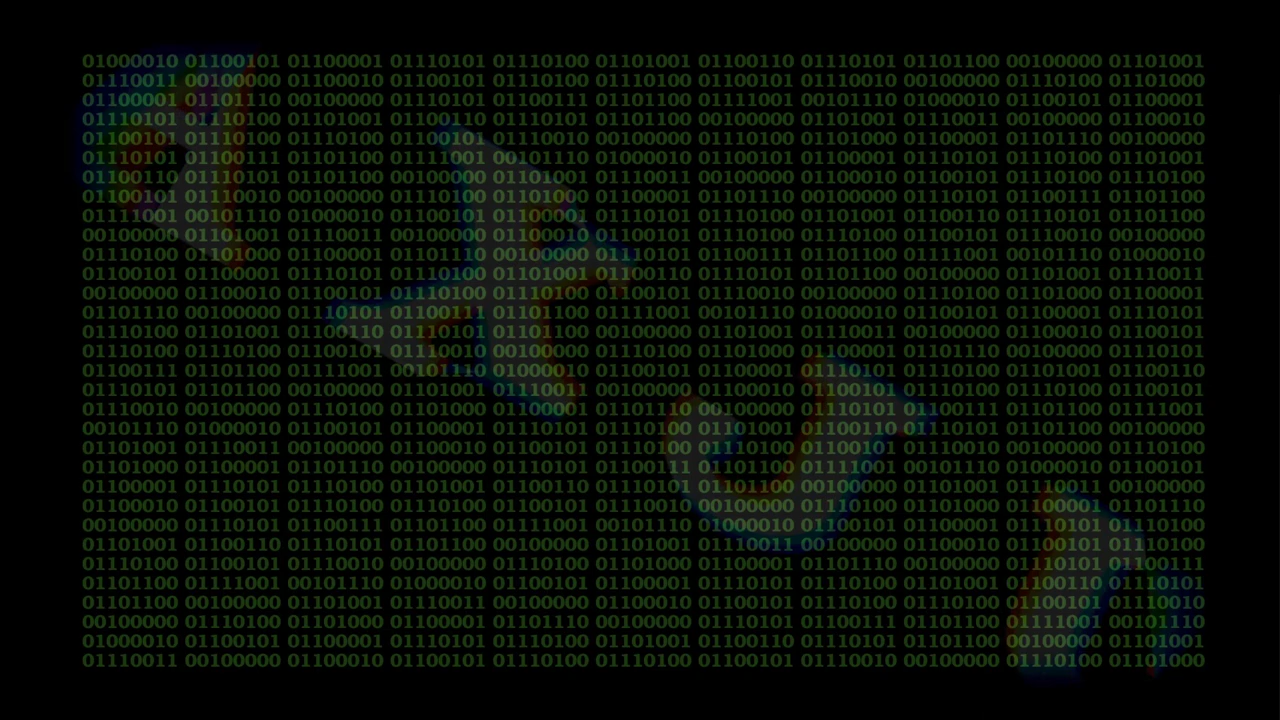 01000010 01100101 01100001 01110101 01110100 01101001 01100110 01110101 01101100 00100000 01101001
01110011 00100000 01100010 01100101 01110100 01110100 01100101 01110010 00100000 01110100 01101000
01100001 01101110 00100000 01110101 01100111 01101100 01111001 00101110 01000010 01100101 01100001
01110101 01110100 01101001 01100110 01110101 01101100 00100000 01101001 01110011 00100000 01100010
01100101 01110100 01110100 01100101 01110010 00100000 01110100 01101000 01100001 01101110 00100000
01110101 01100111 01101100 01111001 00101110 01000010 01100101 01100001 01110101 01110100 01101001
01100110 01110101 01101100 00100000 01101001 01110011 00100000 01100010 01100101 01110100 01110100
01100101 01110010 00100000 01110100 01101000 01100001 01101110 00100000 01110101 01100111 01101100
01111001 00101110 01000010 01100101 01100001 01110101 01110100 01101001 01100110 01110101 01101100
00100000 01101001 01110011 00100000 01100010 01100101 01110100 01110100 01100101 01110010 00100000
01110100 01101000 01100001 01101110 00100000 01110101 01100111 01101100 01111001 00101110 01000010
01100101 01100001 01110101 01110100 01101001 01100110 01110101 01101100 00100000 01101001 01110011
00100000 01100010 01100101 01110100 01110100 01100101 01110010 00100000 01110100 01101000 01100001
01101110 00100000 01110101 01100111 01101100 01111001 00101110 01000010 01100101 01100001 01110101
01110100 01101001 01100110 01110101 01101100 00100000 01101001 01110011 00100000 01100010 01100101
01110100 01110100 01100101 01110010 00100000 01110100 01101000 01100001 01101110 00100000 01110101
01100111 01101100 01111001 00101110 01000010 01100101 01100001 01110101 01110100 01101001 01100110
01110101 01101100 00100000 01101001 01110011 00100000 01100010 01100101 01110100 01110100 01100101
01110010 00100000 01110100 01101000 01100001 01101110 00100000 01110101 01100111 01101100 01111001
00101110 01000010 01100101 01100001 01110101 01110100 01101001 01100110 01110101 01101100 00100000
01101001 01110011 00100000 01100010 01100101 01110100 01110100 01100101 01110010 00100000 01110100
01101000 01100001 01101110 00100000 01110101 01100111 01101100 01111001 00101110 01000010 01100101
01100001 01110101 01110100 01101001 01100110 01110101 01101100 00100000 01101001 01110011 00100000
01100010 01100101 01110100 01110100 01100101 01110010 00100000 01110100 01101000 01100001 01101110
00100000 01110101 01100111 01101100 01111001 00101110 01000010 01100101 01100001 01110101 01110100
01101001 01100110 01110101 01101100 00100000 01101001 01110011 00100000 01100010 01100101 01110100
01110100 01100101 01110010 00100000 01110100 01101000 01100001 01101110 00100000 01110101 01100111
01101100 01111001 00101110 01000010 01100101 01100001 01110101 01110100 01101001 01100110 01110101
01101100 00100000 01101001 01110011 00100000 01100010 01100101 01110100 01110100 01100101 01110010
00100000 01110100 01101000 01100001 01101110 00100000 01110101 01100111 01101100 01111001 00101110
01000010 01100101 01100001 01110101 01110100 01101001 01100110 01110101 01101100 00100000 01101001
01110011 00100000 01100010 01100101 01110100 01110100 01100101 01110010 00100000 01110100 01101000